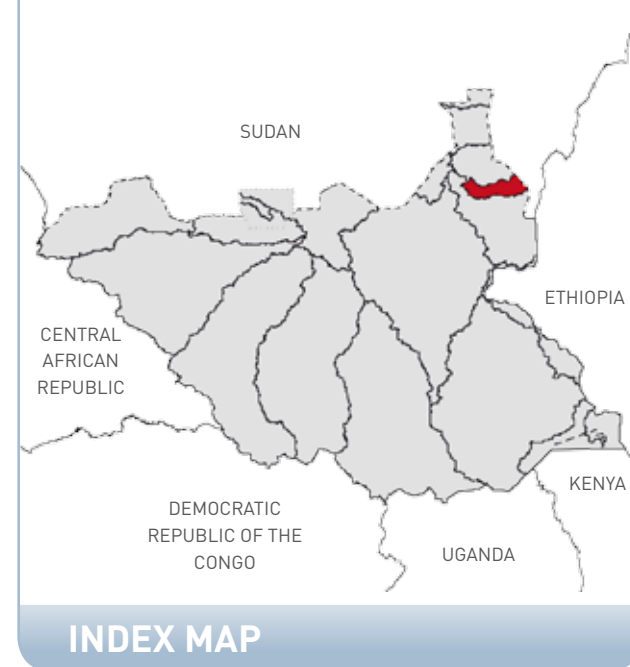 SUDAN
ETHIOPIA
CENTRAL
AFRICAN
REPUBLIC
KENYA
DEMOCRATIC
REPUBLIC OF THE
CONGO
UGANDA
INDEX MAP